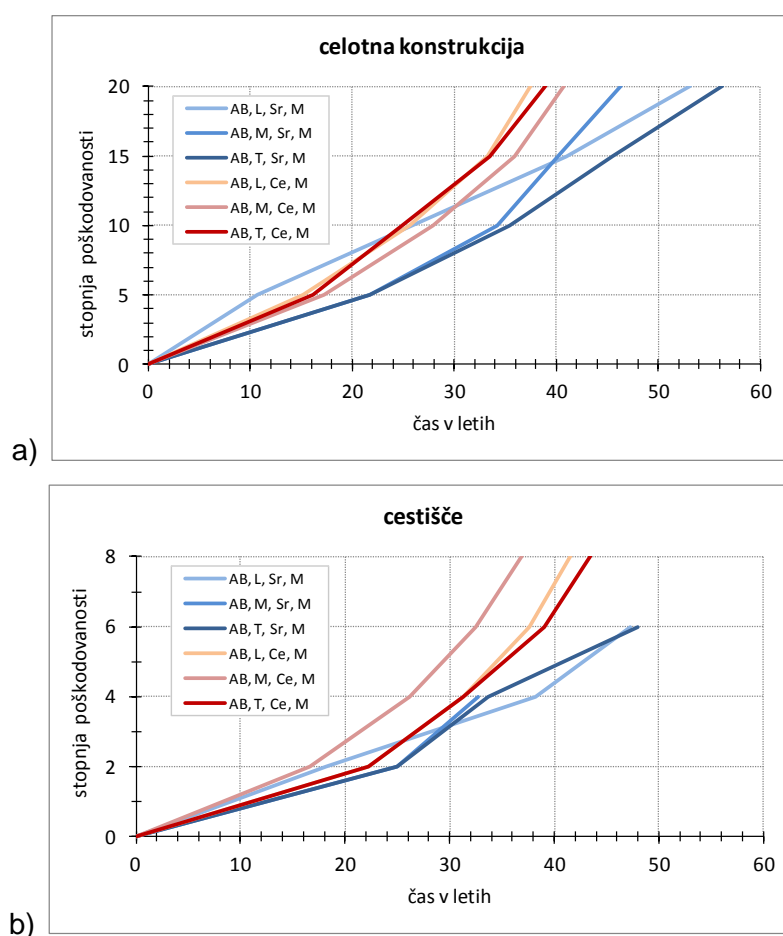 celotna konstrukcija
20
15
10
5
0
stopnja poškodovanosti
AB, L, Sr, M
AB, M, Sr, M
AB, T, Sr, M
AB, L, Ce, M
AB, M, Ce, M
AB, T, Ce, M
0 10 20 30 40 50 60
čas v letih
a)
cestišče
8
6
4
2
0
stopnja poškodovanosti
AB, L, Sr, M
AB, M, Sr, M
AB, T, Sr, M
AB, L, Ce, M
AB, M, Ce, M
AB, T, Ce, M
0 10 20 30 40 50 60
čas v letih
b)